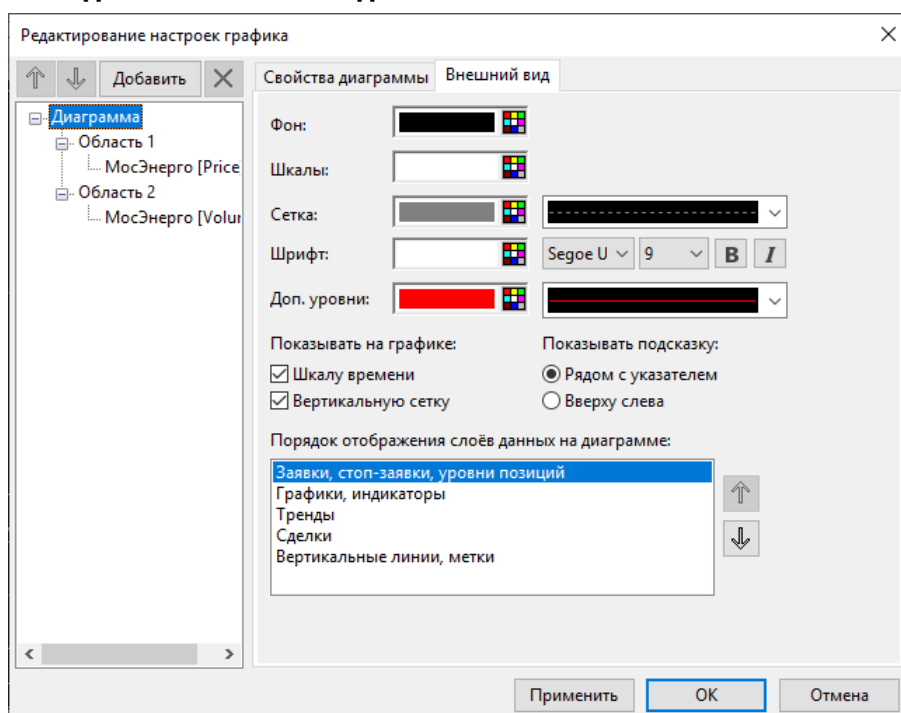 Редактирование настроек графика
Добавить
Свойства диаграммы Внешний вид
Диаграмма
Область 1
МосЭнерго [Price
Область 2
МосЭнерго [Volur
Фон:
Шкалы:
Сетка:
Шрифт: Segoe U 9 B I
Доп. уровни:
Показывать на графике: Показывать подсказку:
Шкалу времени Рядом с указателем
Вертикальную сетку Вверху слева
Порядок отображения слоёв данных на диаграмме:
Заявки, стоп-заявки, уровни позиций
Графики, индикаторы
Тренды
Сделки
Вертикальные линии, метки
Применить OK Отмена